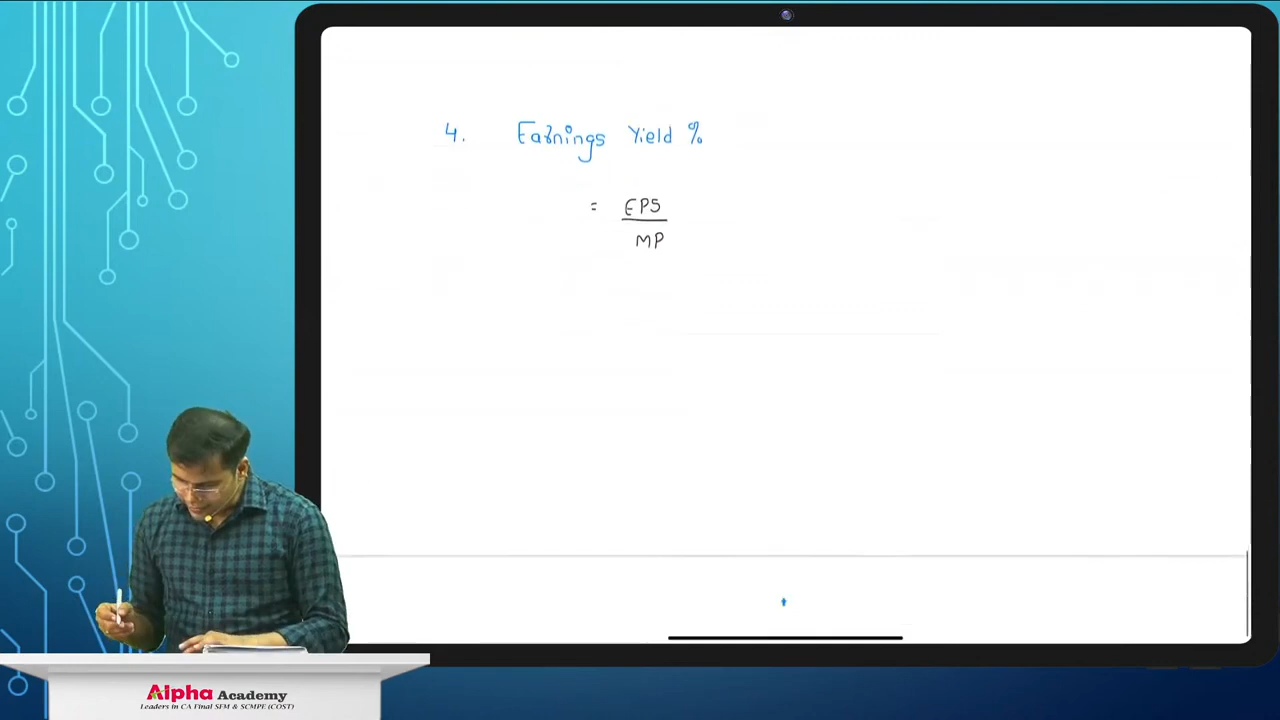 4. Earnings Yield %
= EPS
MP
Alpha Academy
Leaders in CA Final SFM & SCMPE (COST)